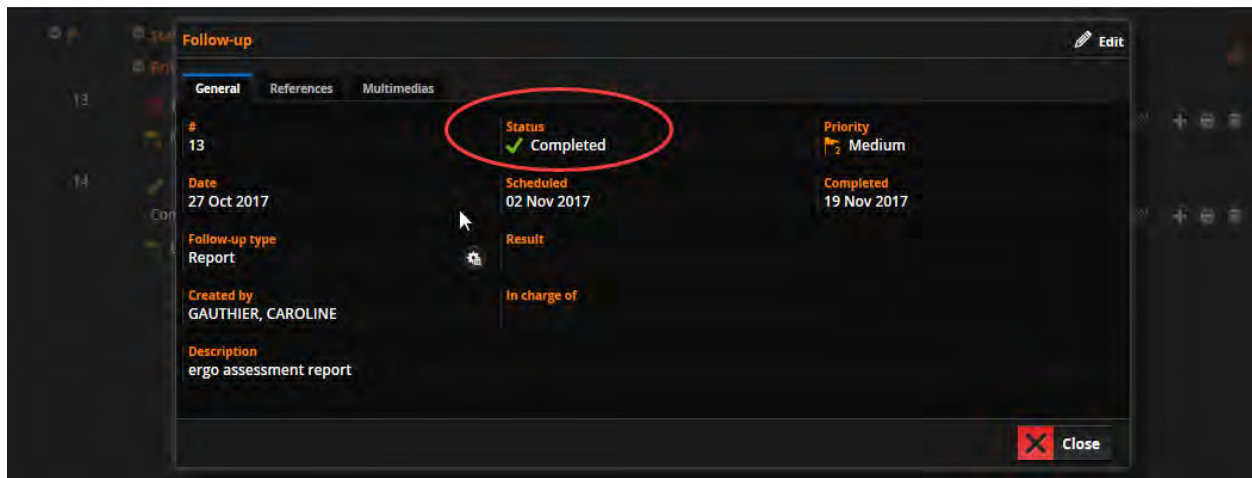 Follow-up
Edit
General References Multimedias
# Status Priority
13 Completed 2 Medium
Date Scheduled Completed
27 Oct 2017 02 Nov 2017 19 Nov 2017
Follow-up type Result
Report
Created by In charge of
GAUTHIER, CAROLINE
Description
ergo assessment report
Close
13
14